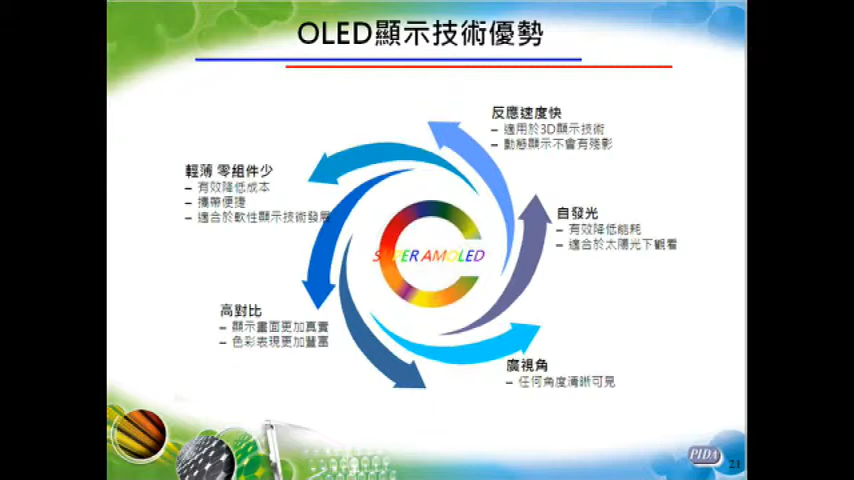 OLED顯示技術優勢
反應速度快
– 適用於3D顯示技術
– 動態顯示不會有殘影
輕薄 零組件少
– 有效降低成本
– 攜帶便捷
– 適合於軟性顯示技術發展
自發光
– 有效降低能耗
– 適合於太陽光下觀看
SUPER AMOLED
高對比
– 顯示畫面更加真實
– 色彩表現更加豐富
廣視角
– 任何角度清晰可見
PIDA
21